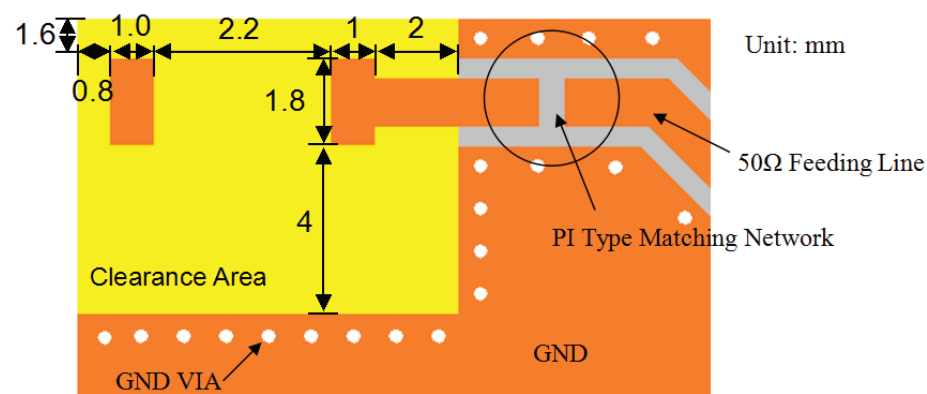 1.6
1.0
2.2
1
2
Unit: mm
0.8
1.8
50Ω Feeding Line
4
PI Type Matching Network
Clearance Area
GND
GND VIA